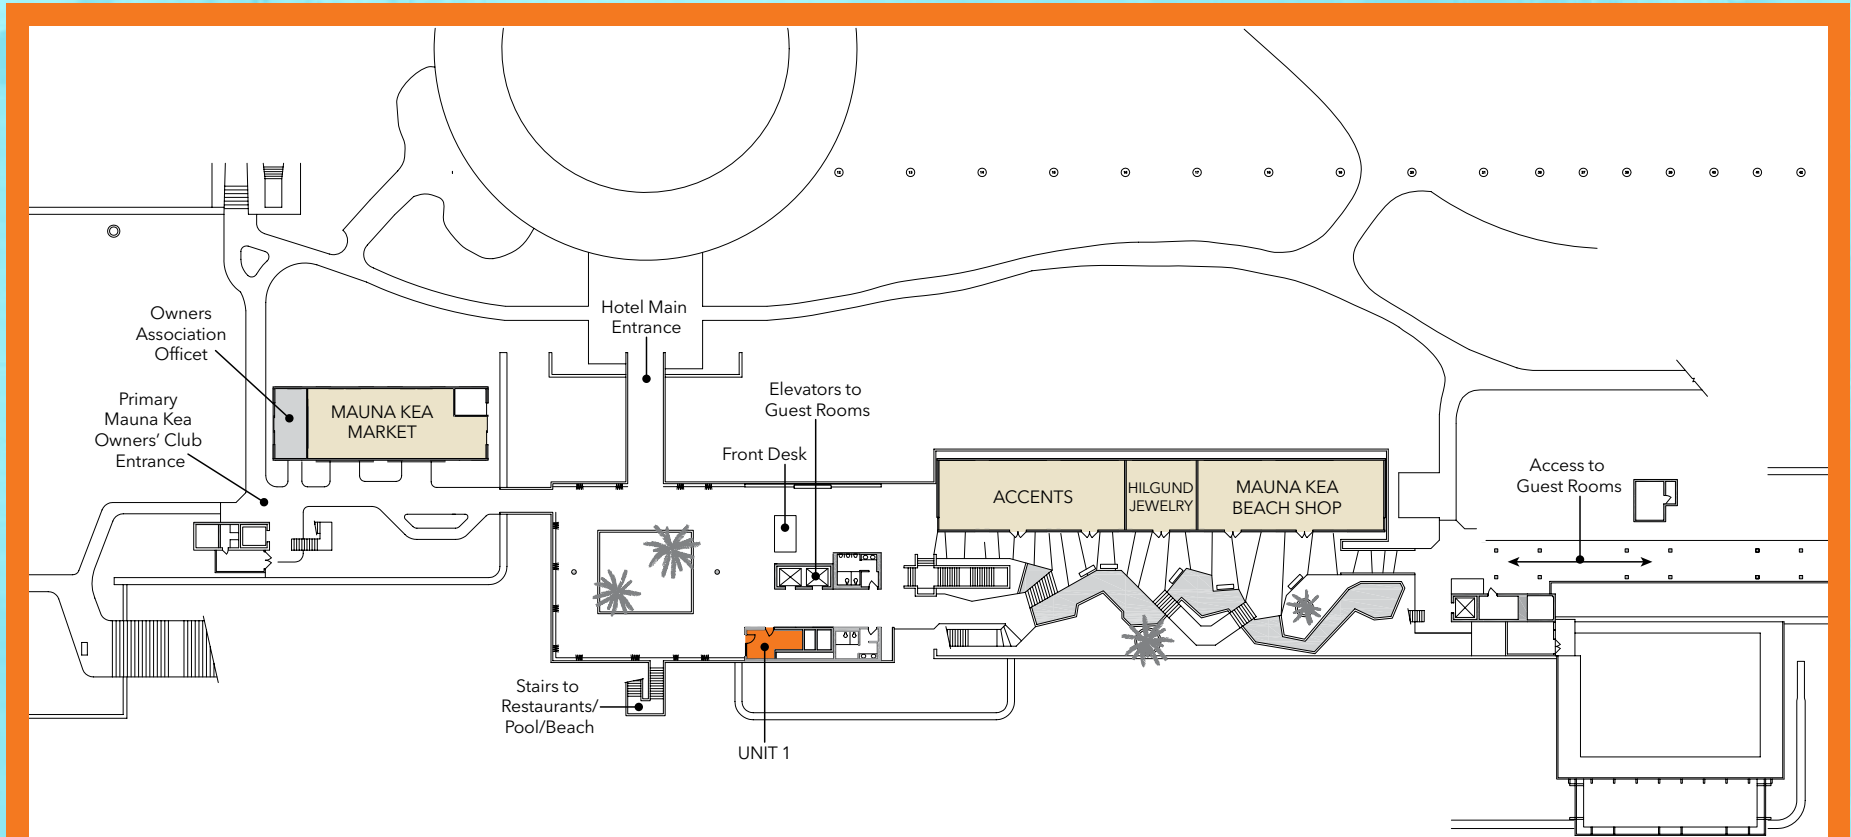 Hotel Main
Entrance
Owners
Association
Officet
Primary
Mauna Kea
Owners' Club
Entrance
MAUNA KEA
MARKET
Elevators to
Guest Rooms
Front Desk
ACCENTS
HILGUND
JEWELRY
MAUNA KEA
BEACH SHOP
Access to
Guest Rooms
Stairs to
Restaurants/
Pool/Beach
UNIT 1